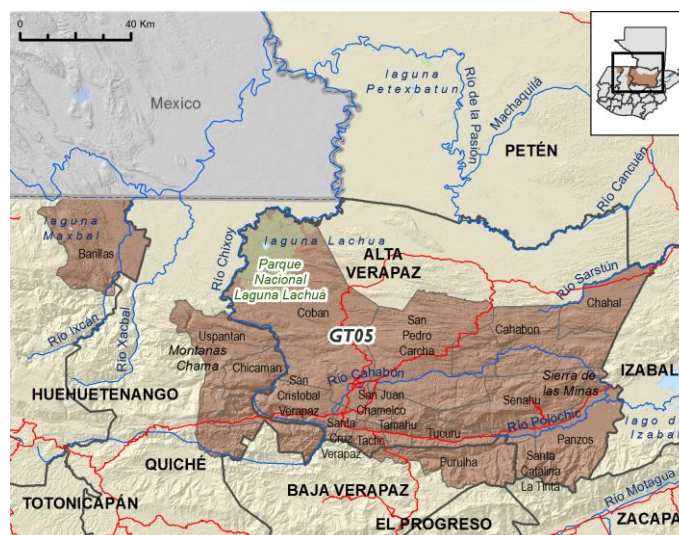 0 40 Km
laguna
Petexbatun
Río de la Pasión
Machaquilá
Mexico
PETÉN
Río Cancuén
laguna
Maxbal
Barillas
Río Chixoy
laguna Lachua
Parque
Nacional
Laguna Lachuá
ALTA
VERAPAZ
Río Sarstún
Chahal
Coban
Río Ixcán
Río Xacbal
Uspantan
Montanas
Chama
Chicaman
GT05
San
Pedro
Carcha
Cahabon
HUEHUETENANGO
San
Cristobal
Verapaz
Río Cahabón
San Juan
Chamelco
Sierra de
las Minas
IZABAL
Senahu
Santa
Cruz
Verapaz
Tactic
Tamahu
Tucuru
Río Polochic
Panzos
lago de
Izabal
QUICHÉ
Purulha
Santa
Catalina
La Tinta
TOTONICAPÁN
BAJA VERAPAZ
Río Motagua
EL PROGRESO
ZACAPA